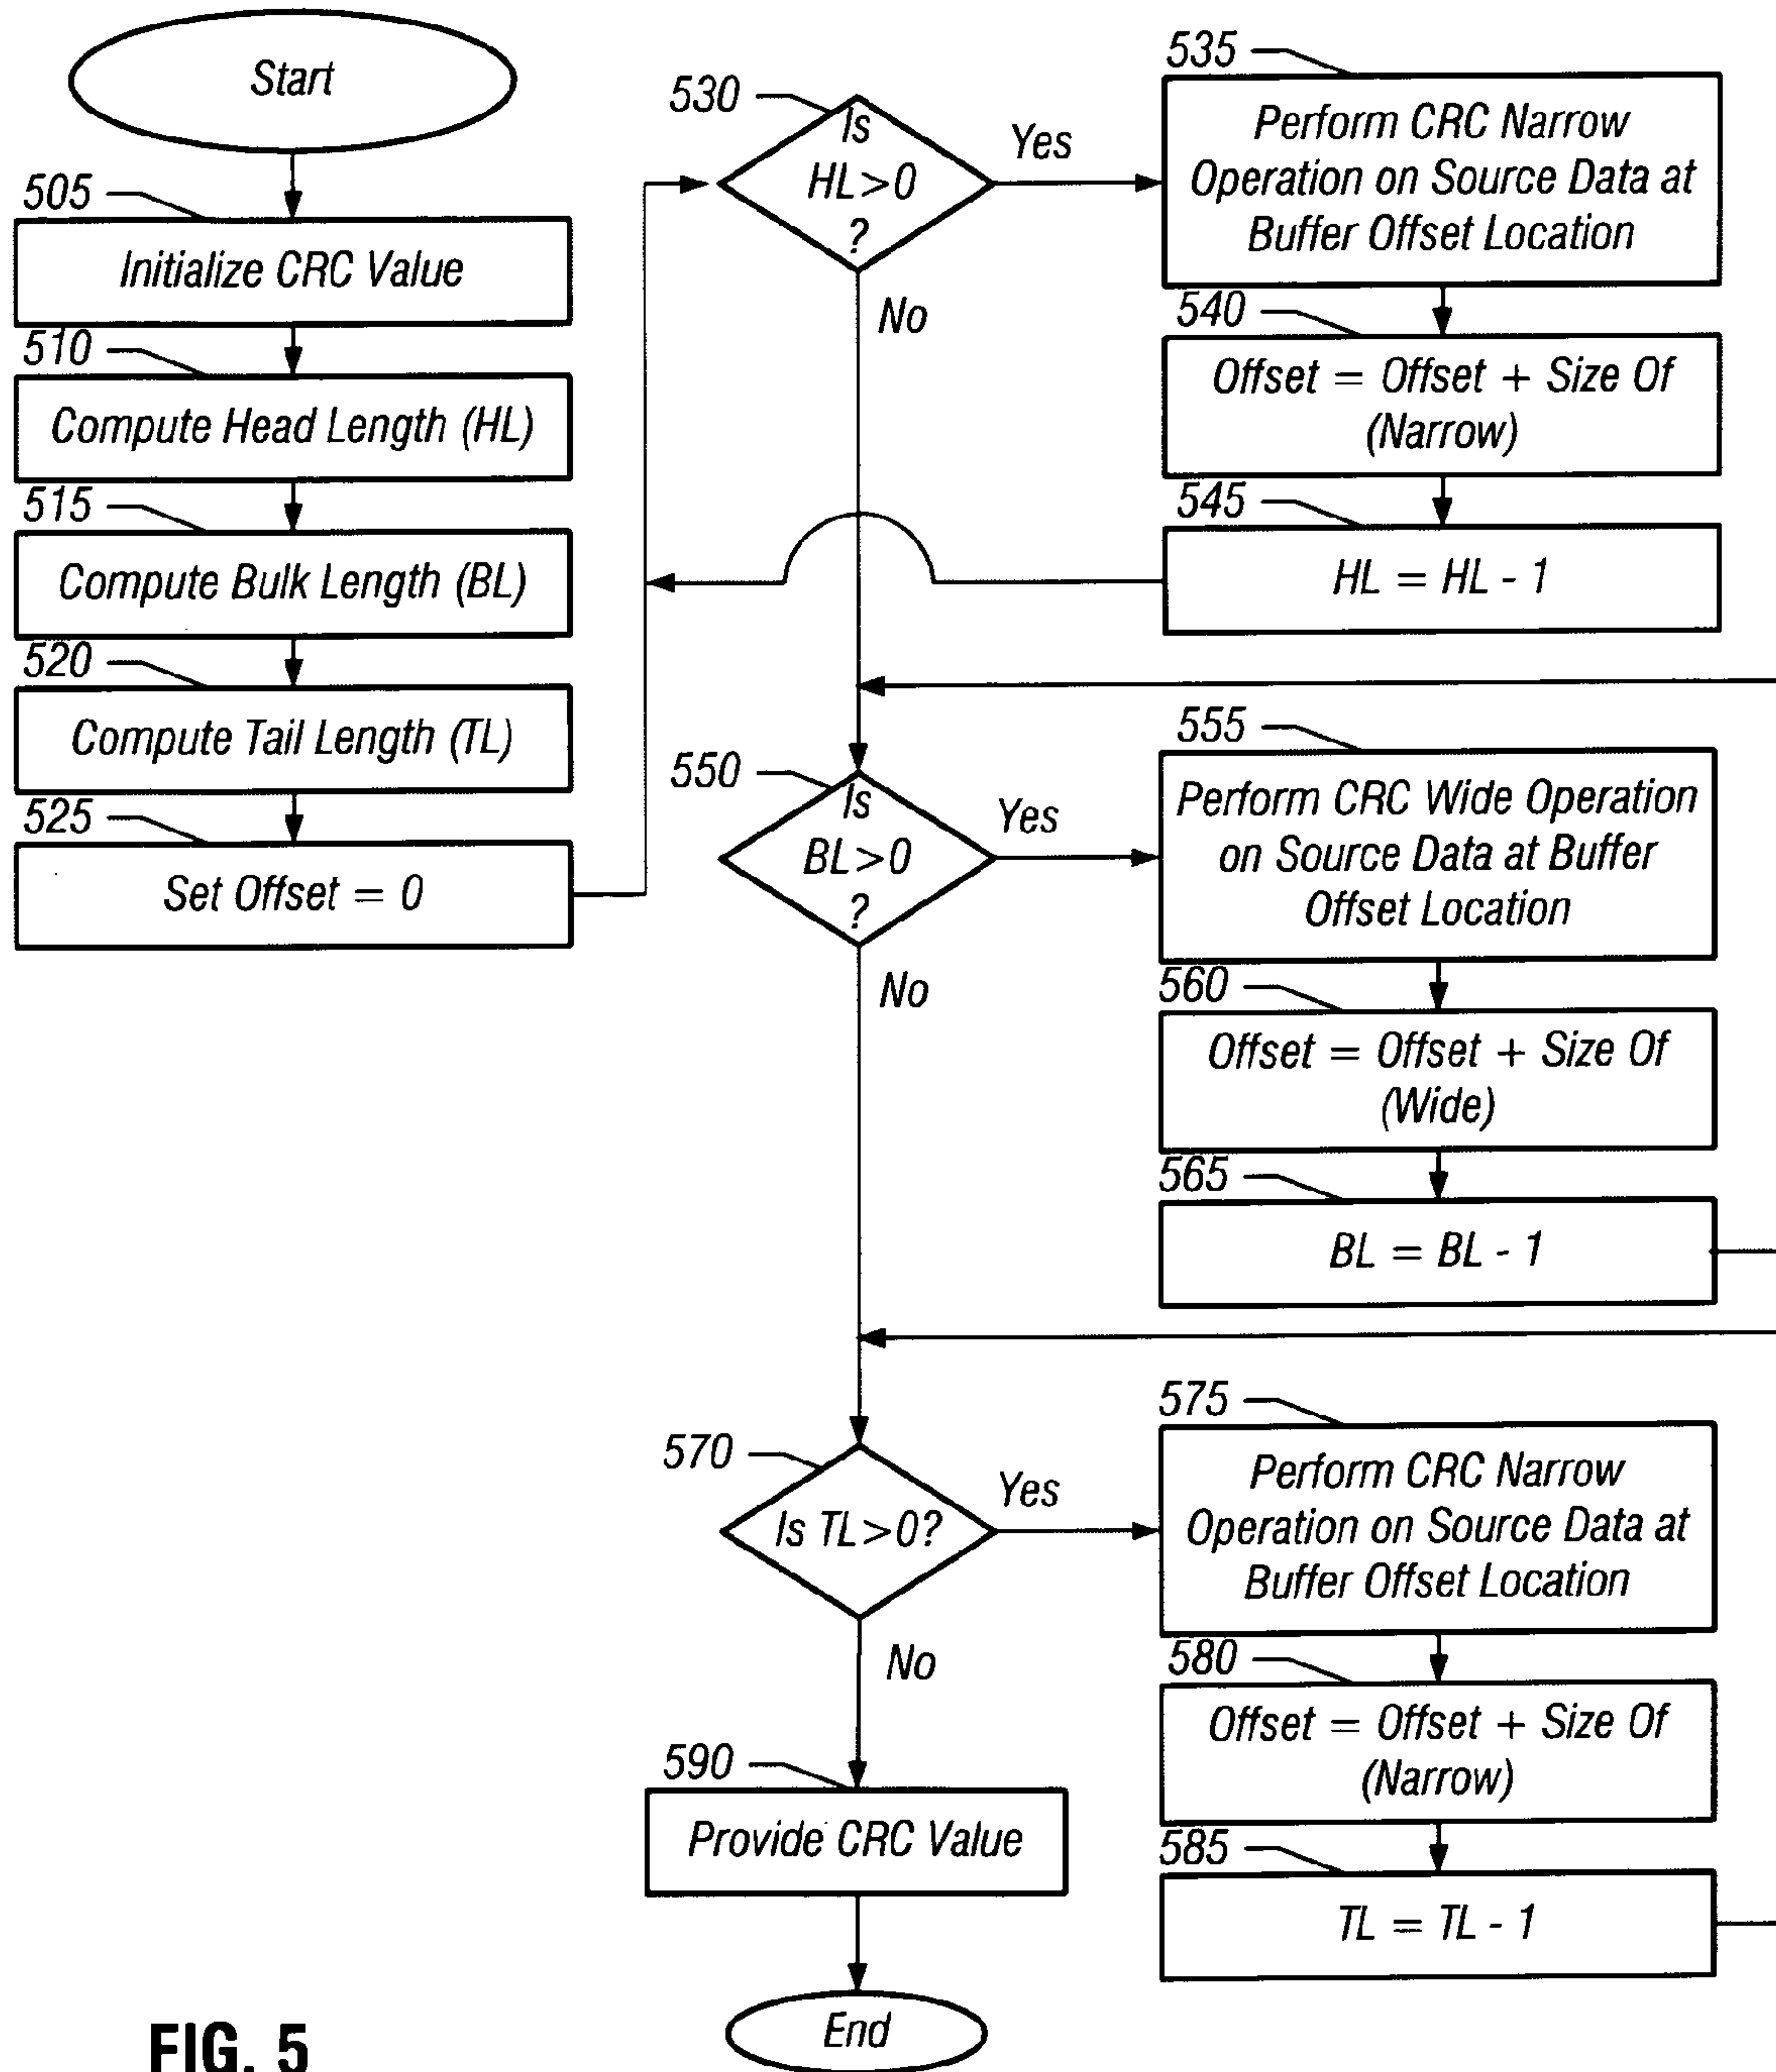 Start
505
Initialize CRC Value
510
Compute Head Length (HL)
515
Compute Bulk Length (BL)
520
Compute Tail Length (TL)
525
Set Offset = 0
530
Is
HL>0
?
Yes
No
535
Perform CRC Narrow
Operation on Source Data at
Buffer Offset Location
540
Offset = Offset + Size Of
(Narrow)
545
HL = HL - 1
550
Is
BL>0
?
Yes
No
555
Perform CRC Wide Operation
on Source Data at Buffer
Offset Location
560
Offset = Offset + Size Of
(Wide)
565
BL = BL - 1
570
Is TL>0?
Yes
No
575
Perform CRC Narrow
Operation on Source Data at
Buffer Offset Location
580
Offset = Offset + Size Of
(Narrow)
585
TL = TL - 1
590
Provide CRC Value
End
FIG. 5